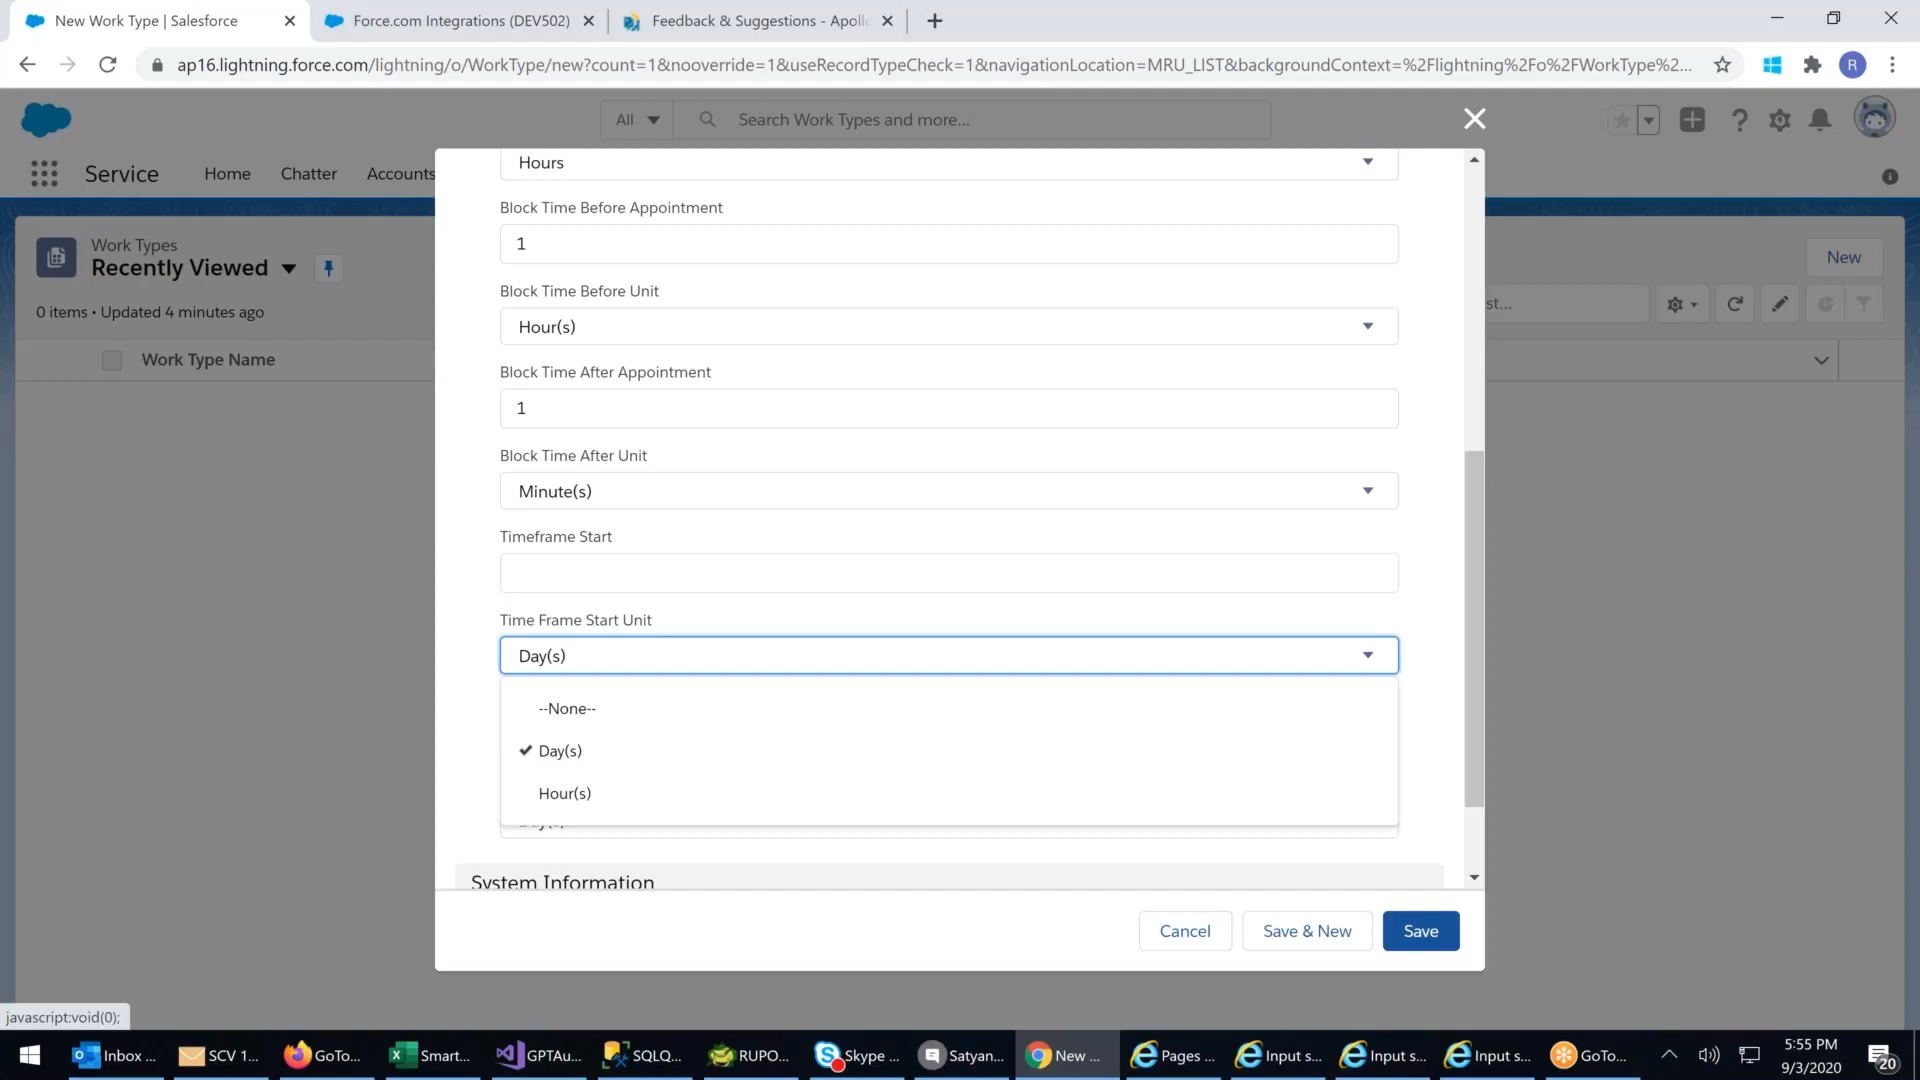 New Work Type | Salesforce
Force.com Integrations (DEV502)
Feedback & Suggestions - Apoll
ap16.lightning.force.com/lightning/o/WorkType/new?count=1&nooverride=1&useRecordTypeCheck=1&navigationLocation=MRU_LIST&backgroundContext=%2Flightning%2Fo%2FWorkType%2...
R
All
Search Work Types and more...
Service
Home
Chatter
Accounts
Work Types
Recently Viewed
0 items • Updated 4 minutes ago
New
st...
Work Type Name
Hours
Block Time Before Appointment
1
Block Time Before Unit
Hour(s)
Block Time After Appointment
1
Block Time After Unit
Minute(s)
Timeframe Start
Time Frame Start Unit
Day(s)
--None--
Day(s)
Hour(s)
System Information
Cancel
Save & New
Save
javascript:void(0);
Inbox ...
SCV 1...
GoTo...
Smart...
GPTAu...
SQLQ...
RUPO...
Skype ...
Satyan...
New ...
Pages ...
Input s...
Input s...
Input s...
GoTo...
5:55 PM
9/3/2020
20